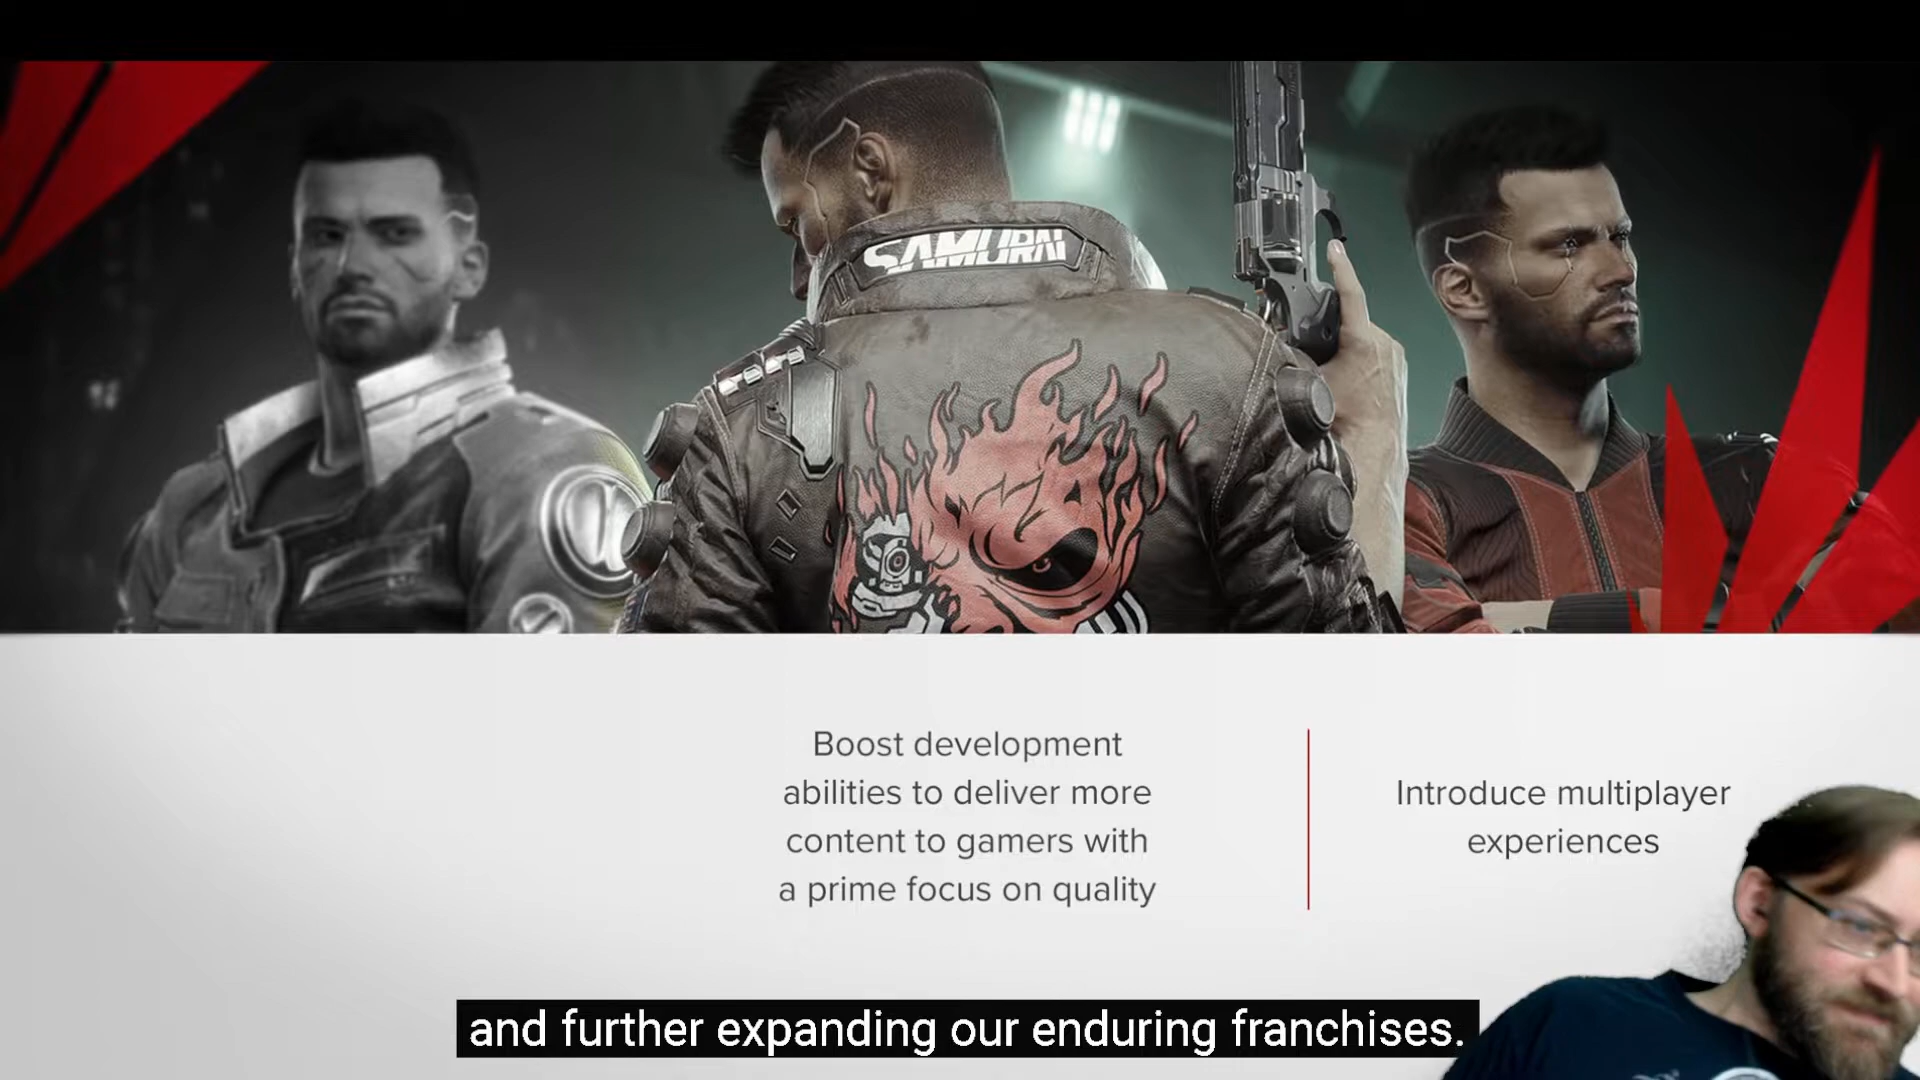 SAMURAI
Boost development
abilities to deliver more
content to gamers with
a prime focus on quality
Introduce multiplayer
experiences
and further expanding our enduring franchises.